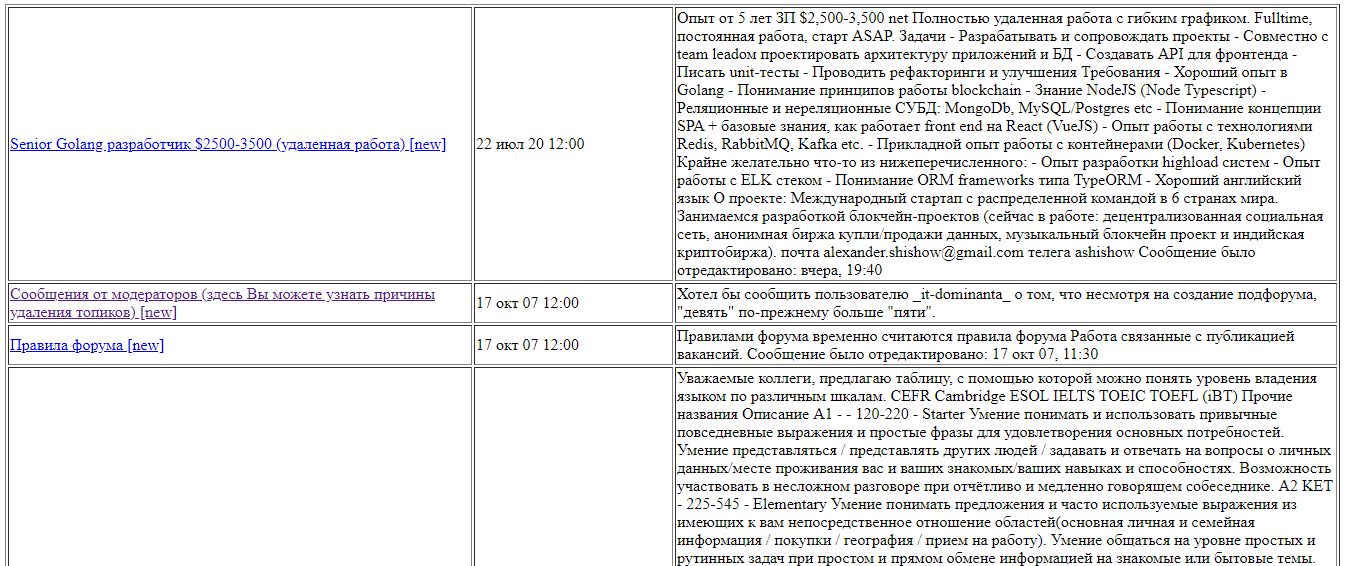 Senior Golang разработчик $2500-3500 (удаленная работа) [new]
22 июл 20 12:00
Опыт от 5 лет ЗП $2,500-3,500 net Полностью удаленная работа с гибким графиком. Fulltime,
постоянная работа, старт ASAP. Задачи - Разрабатывать и сопровождать проекты - Совместно с
team leadом проектировать архитектуру приложений и БД - Создавать API для фронтенда -
Писать unit-тесты - Проводить рефакторинги и улучшения Требования - Хороший опыт в
Golang - Понимание принципов работы blockchain - Знание NodeJS (Node Typescript) -
Реляционные и нереляционные СУБД: MongoDb, MySQL/Postgres etc - Понимание концепции
SPA + базовые знания, как работает front end на React (VueJS) - Опыт работы с технологиями
Redis, RabbitMQ, Kafka etc. - Прикладной опыт работы с контейнерами (Docker, Kubernetes)
Крайне желательно что-то из нижеперечисленного: - Опыт разработки highload систем - Опыт
работы с ELK стеком - Понимание ORM frameworks типа TypeORM - Хороший английский
язык О проекте: Международный стартап с распределенной командой в 6 странах мира.
Занимаемся разработкой блокчейн-проектов (сейчас в работе: децентрализованная социальная
сеть, анонимная биржа купли/продажи данных, музыкальный блокчейн проект и индийская
криптобиржа). почта alexander.shishow@gmail.com телега ashishow Сообщение было
отредактировано: вчера, 19:40
Сообщения от модераторов (здесь Вы можете узнать причины
удаления топиков) [new]
17 окт 07 12:00
Хотел бы сообщить пользователю _it-dominanta_ о том, что несмотря на создание подфорума,
"девять" по-прежнему больше "пяти".
Правила форума [new]
17 окт 07 12:00
Правилами форума временно считаются правила форума Работа связанные с публикацией
вакансий. Сообщение было отредактировано: 17 окт 07, 11:30
Уважаемые коллеги, предлагаю таблицу, с помощью которой можно понять уровень владения
языком по различным шкалам. CEFR Cambridge ESOL IELTS TOEIC TOEFL (iBT) Прочие
названия Описание A1 - - 120-220 - Starter Умение понимать и использовать привычные
повседневные выражения и простые фразы для удовлетворения основных потребностей.
Умение представляться / представлять других людей / задавать и отвечать на вопросы о личных
данных/месте проживания вас и ваших знакомых/ваших навыках и способностях. Возможность
участвовать в несложном разговоре при отчётливо и медленно говорящем собеседнике. A2 KET
- 225-545 - Elementary Умение понимать предложения и часто используемые выражения из
имеющих к вам непосредственное отношение областей(основная личная и семейная
информация / покупки / география / прием на работу). Умение общаться на уровне простых и
рутинных задач при простом и прямом обмене информацией на знакомые или бытовые темы.